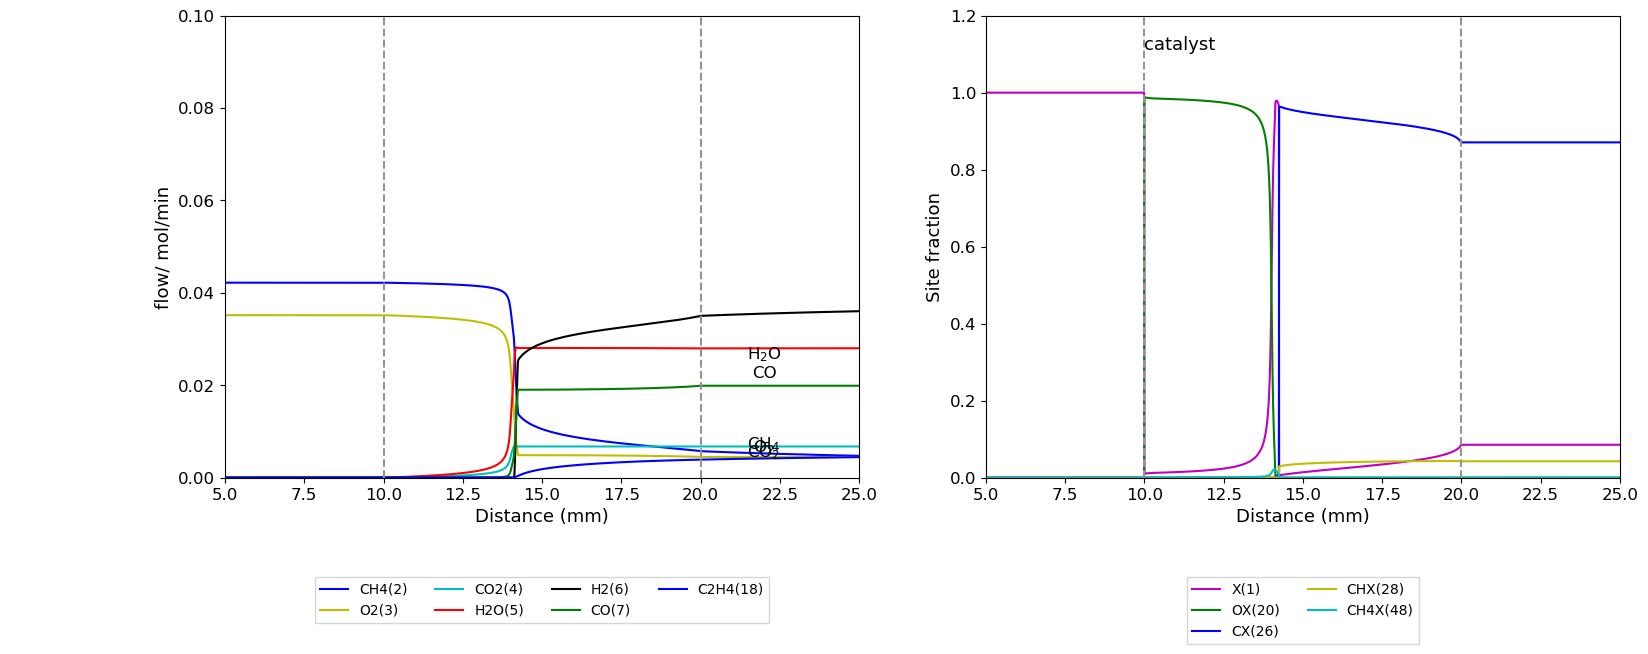 0.10
0.08
0.06
0.04
0.02
0.00
flow/ mol/min
H₂O
CO
CO₂
5.0 7.5 10.0 12.5 15.0 17.5 20.0 22.5 25.0
Distance (mm)
CH4(2) CO2(4) H2(6) C2H4(18)
O2(3) H2O(5) CO(7)
1.2
1.0
0.8
0.6
0.4
0.2
0.0
Site fraction
catalyst
5.0 7.5 10.0 12.5 15.0 17.5 20.0 22.5 25.0
Distance (mm)
X(1) CHX(28)
OX(20) CH4X(48)
CX(26)